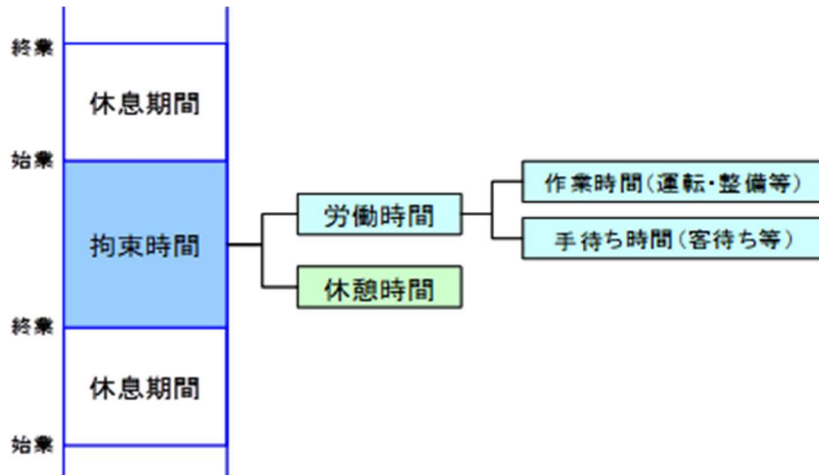 終業
休息期間
始業
拘束時間
労働時間
作業時間(運転・整備等)
手待ち時間(客待ち等)
休憩時間
終業
休息期間
始業